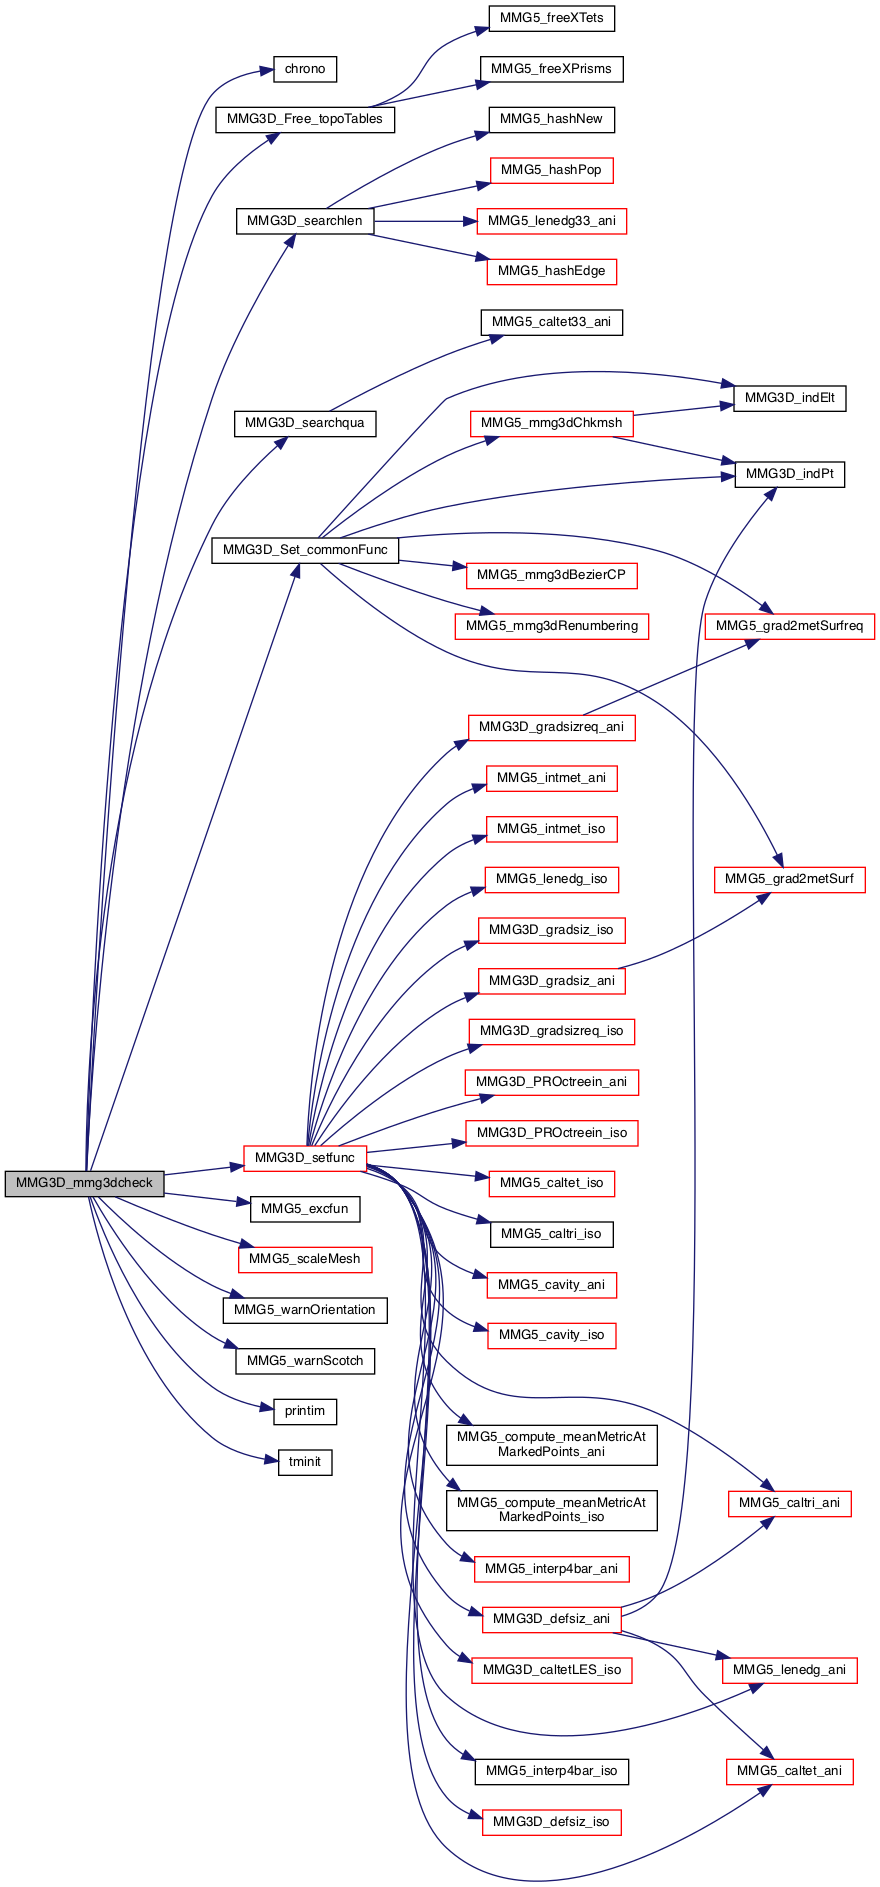 MMG5_freeXTets
chrono
MMG5_freeXPrisms
MMG3D_Free_topoTables
MMG5_hashNew
MMG5_hashPop
MMG3D_searchlen
MMG5_lenedg33_ani
MMG5_hashEdge
MMG5_caltet33_ani
MMG3D_indElt
MMG3D_searchqua
MMG5_mmg3dChkmsh
MMG3D_indPt
MMG3D_Set_commonFunc
MMG5_mmg3dBezierCP
MMG5_mmg3dRenumbering
MMG5_grad2metSurfreq
MMG3D_gradsizreq_ani
MMG5_intmet_ani
MMG5_intmet_iso
MMG5_lenedg_iso
MMG5_grad2metSurf
MMG3D_gradsiz_iso
MMG3D_gradsiz_ani
MMG3D_gradsizreq_iso
MMG3D_PROctreein_ani
MMG3D_PROctreein_iso
MMG3D_setfunc
MMG3D_mmg3dcheck
MMG5_caltet_iso
MMG5_excfun
MMG5_caltri_iso
MMG5_scaleMesh
MMG5_cavity_ani
MMG5_warnOrientation
MMG5_cavity_iso
MMG5_warnScotch
printim
MMG5_compute_meanMetricAt
MarkedPoints_ani
tminit
MMG5_compute_meanMetricAt
MarkedPoints_iso
MMG5_caltri_ani
MMG5_interp4bar_ani
MMG3D_defsiz_ani
MMG3D_caltetLES_iso
MMG5_lenedg_ani
MMG5_interp4bar_iso
MMG5_caltet_ani
MMG3D_defsiz_iso